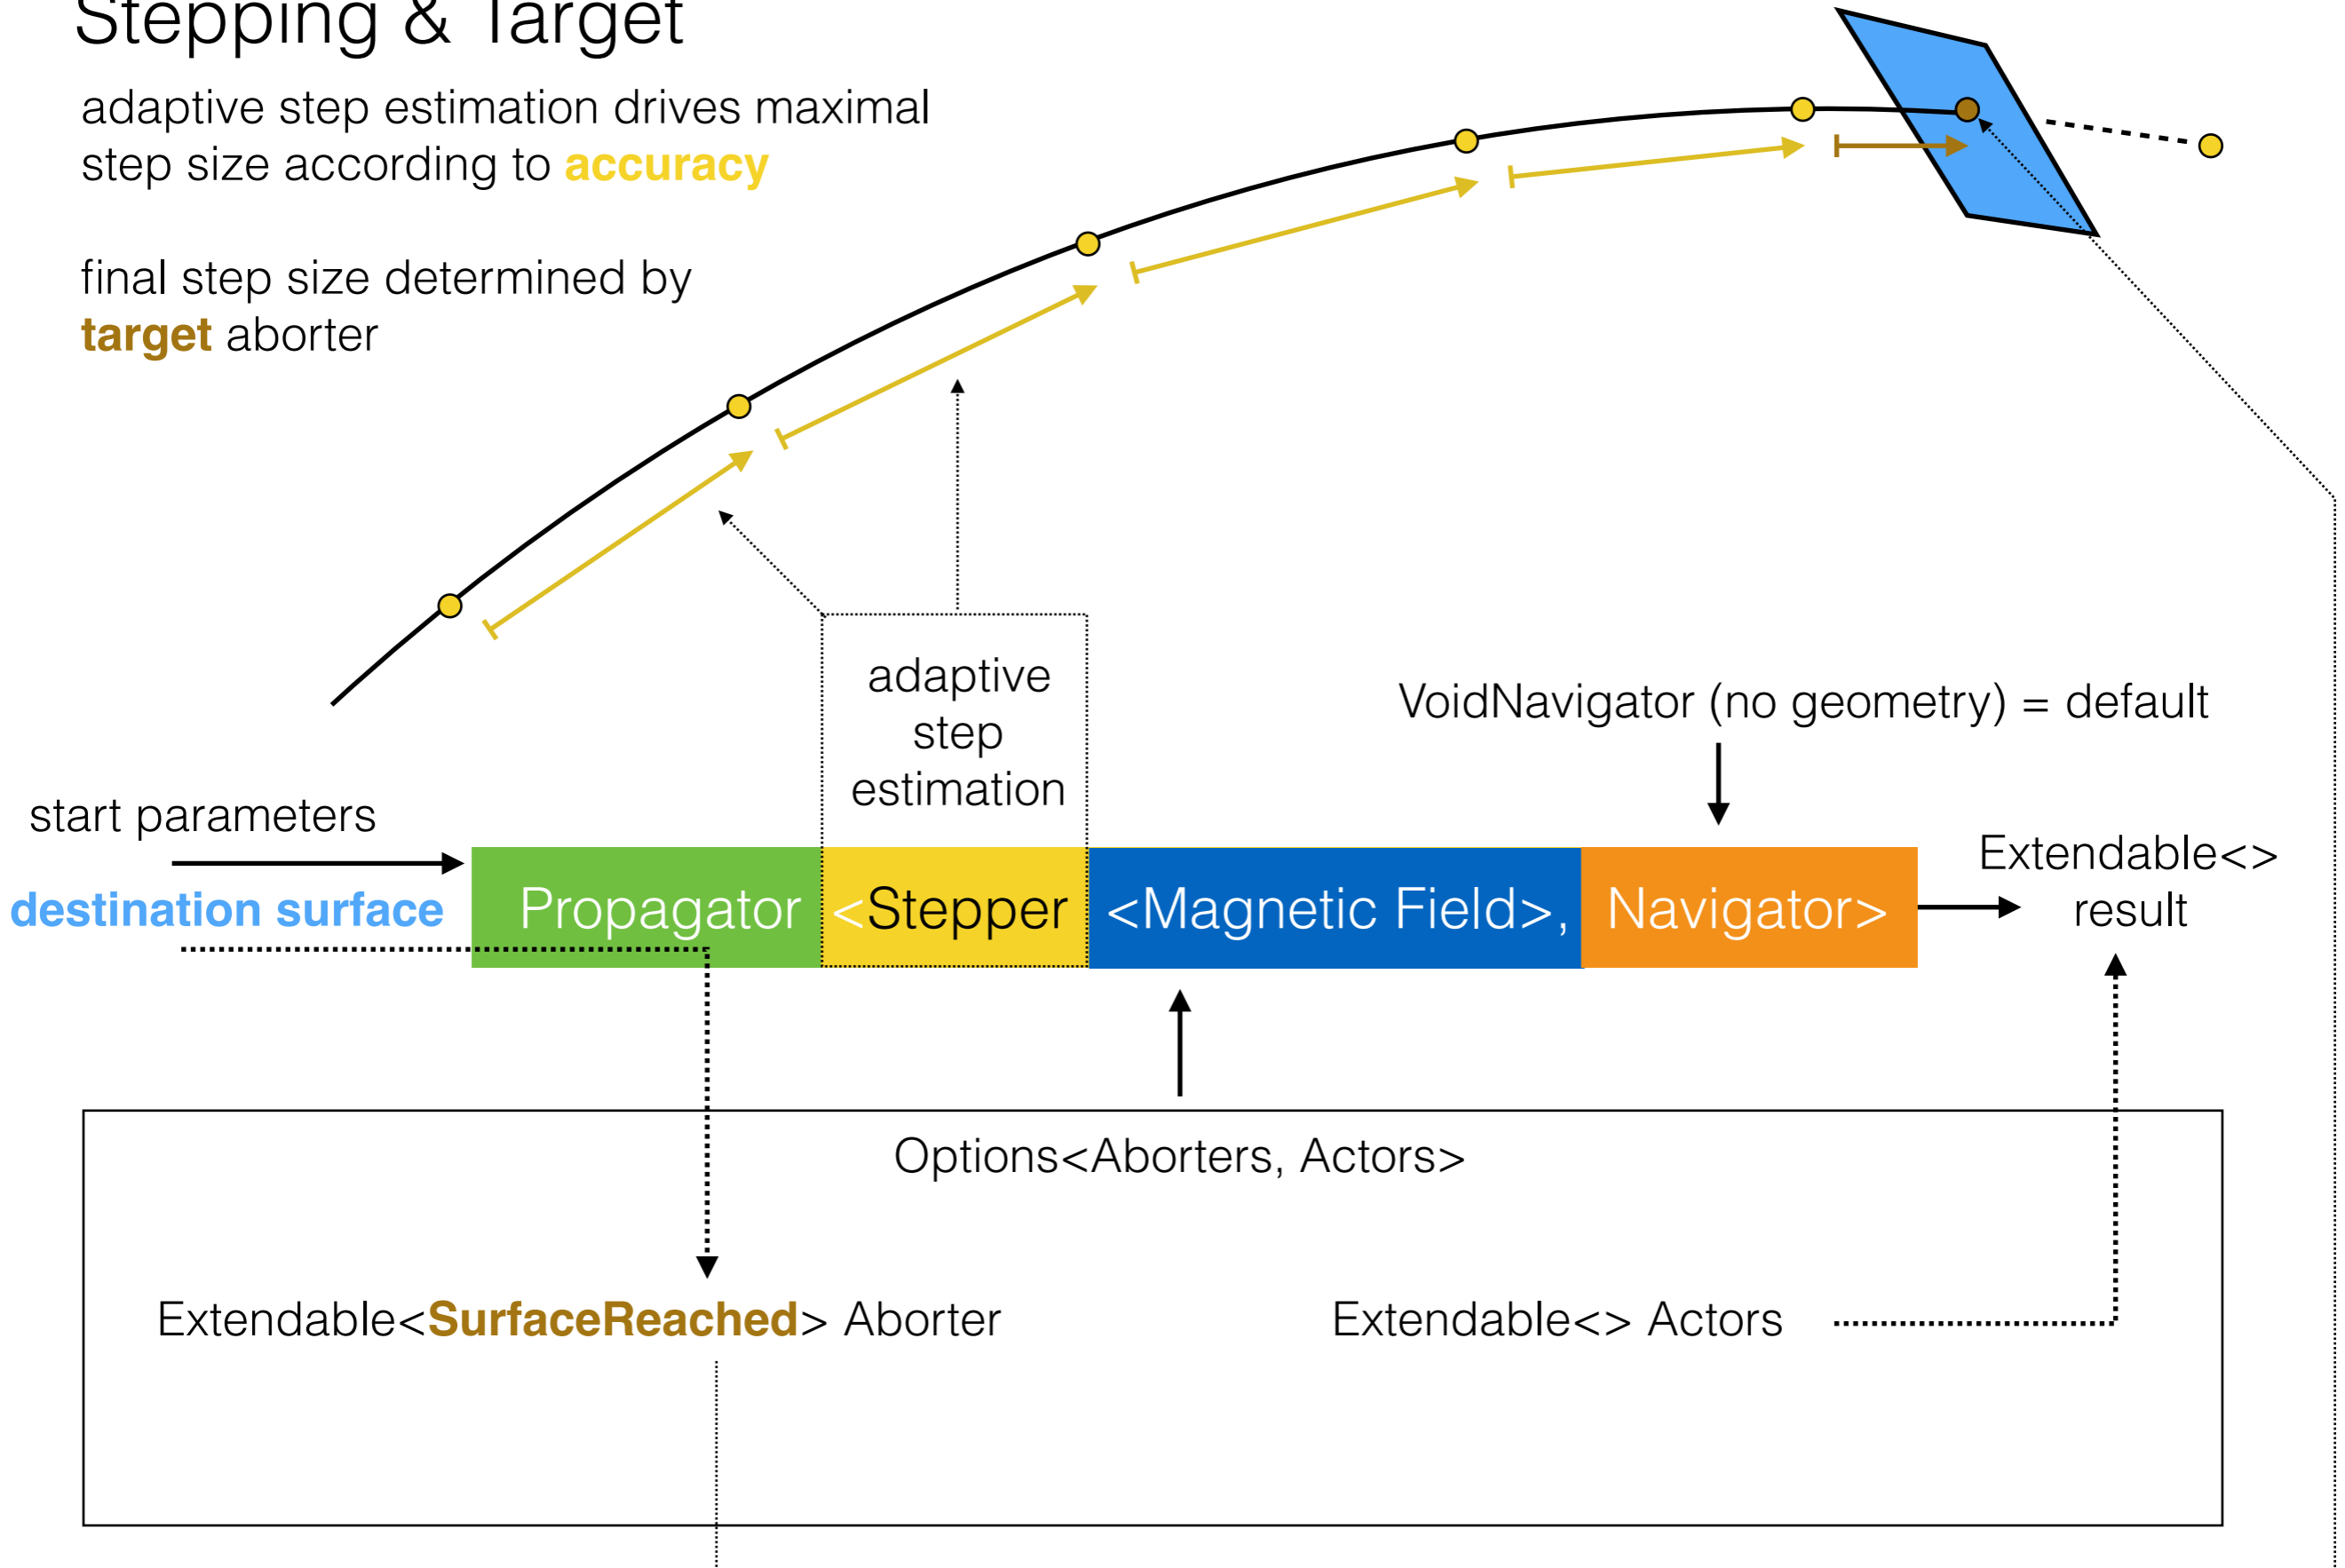 Stepping & Target
adaptive step estimation drives maximal
step size according to accuracy
final step size determined by
target aborter
adaptive
step
estimation
VoidNavigator (no geometry) = default
start parameters
destination surface
Propagator <Stepper <Magnetic Field>, Navigator>
Extendable<>
result
Options<Aborters, Actors>
Extendable<SurfaceReached> Aborter
Extendable<> Actors